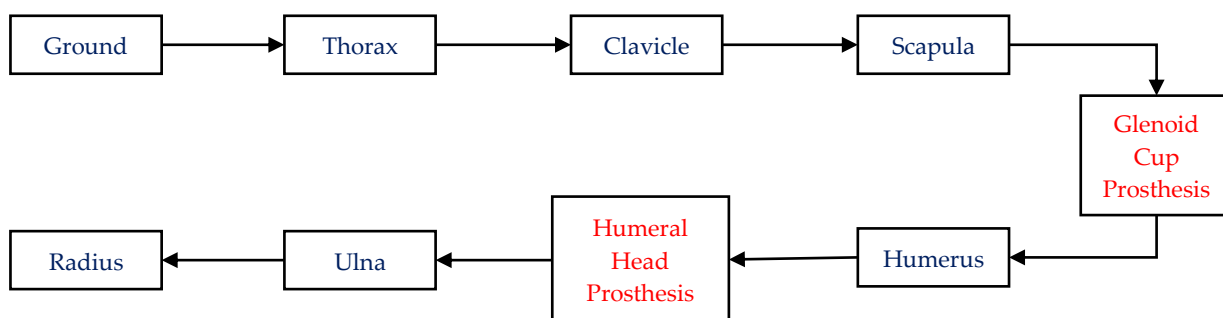 Ground
Thorax
Clavicle
Scapula
Glenoid
Cup
Prosthesis
Humerus
Humeral
Head
Prosthesis
Ulna
Radius